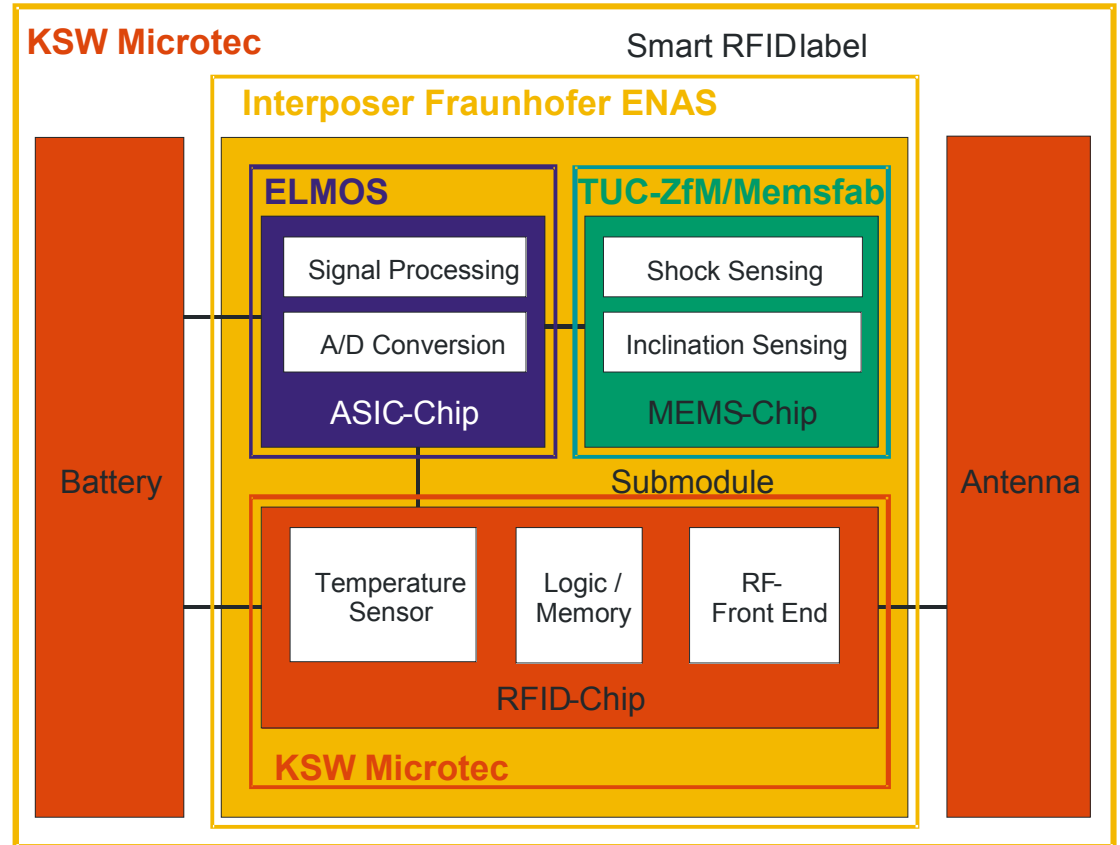 KSW Microtec
Smart RFIDlabel
Interposer Fraunhofer ENAS
ELMOS
TUC-ZfM/Memsfab
Signal Processing
Shock Sensing
A/D Conversion
Inclination Sensing
ASIC-Chip
MEMS-Chip
Battery
Submodule
Antenna
Temperature
Sensor
Logic /
Memory
RF-
Front End
RFID-Chip
KSW Microtec